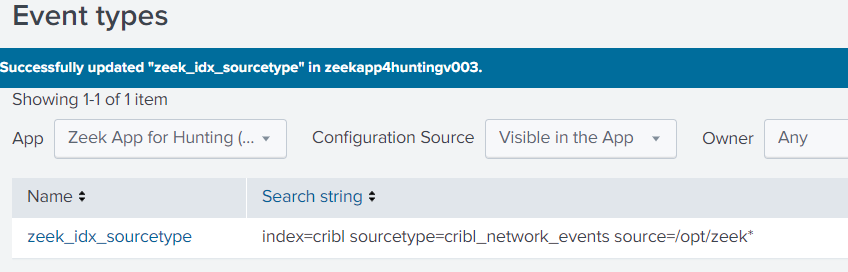 Event types
Successfully updated "zeek_idx_sourcetype" in zeekapp4huntingv003.
Showing 1-1 of 1 item
App Zeek App for Hunting (... Configuration Source Visible in the App Owner Any
Name Search string
zeek_idx_sourcetype index=cribl sourcetype=cribl_network_events source=/opt/zeek*